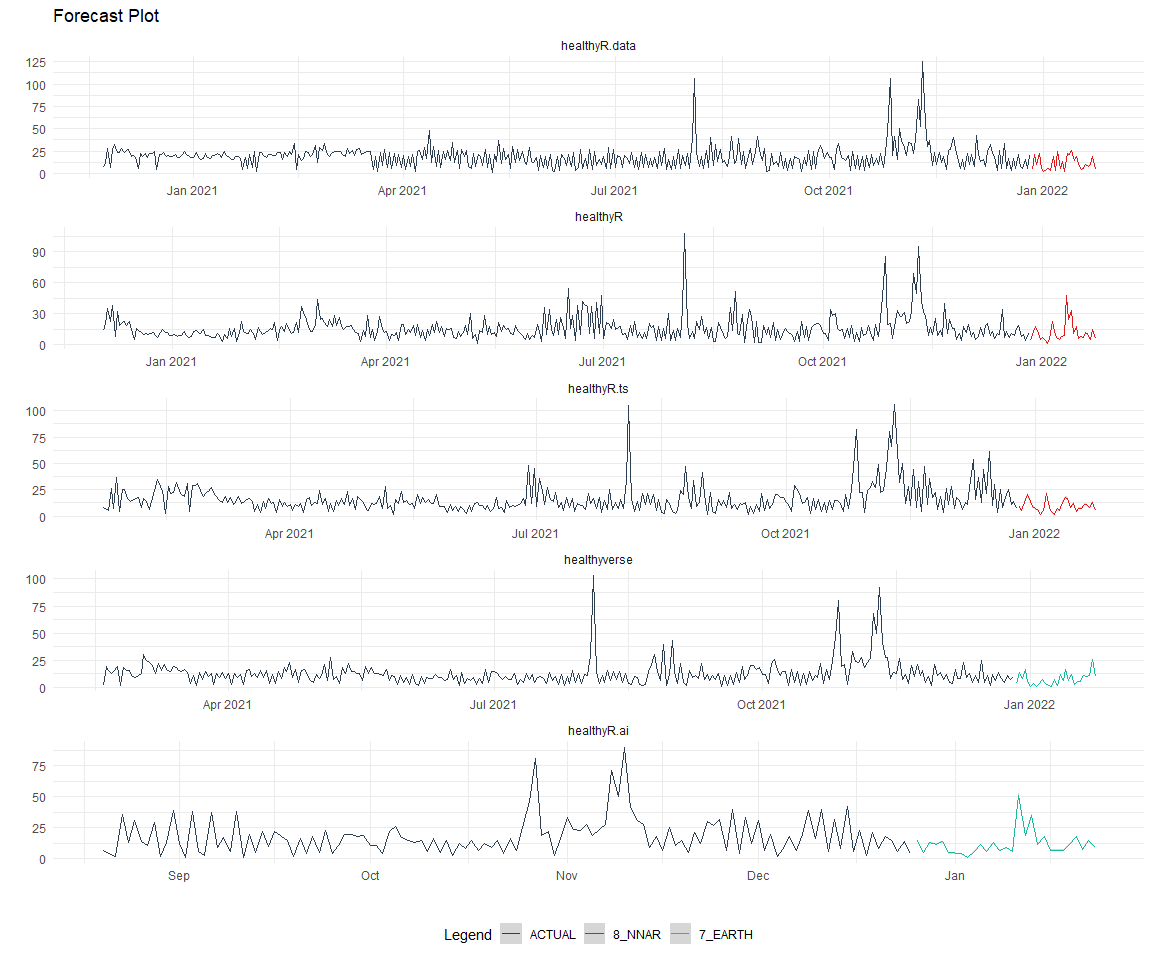 Forecast Plot
healthyR.data
125
100
75
50
25
0
Jan 2021 Apr 2021 Jul 2021 Oct 2021 Jan 2022
healthyR
90
60
30
0
Jan 2021 Apr 2021 Jul 2021 Oct 2021 Jan 2022
healthyR.ts
100
75
50
25
0
Apr 2021 Jul 2021 Oct 2021 Jan 2022
healthyverse
100
75
50
25
0
Apr 2021 Jul 2021 Oct 2021 Jan 2022
healthyR.ai
75
50
25
0
Sep Oct Nov Dec Jan
Legend ACTUAL 8_NNAR 7_EARTH